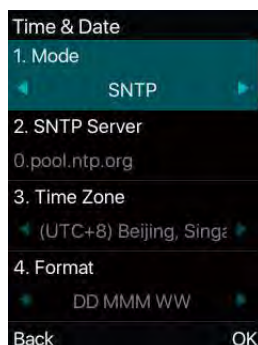 Time & Date
1. Mode
SNTP
2. SNTP Server
0.pool.ntp.org
3. Time Zone
(UTC+8) Beijing, Singa
4. Format
DD MMM WW
Back OK